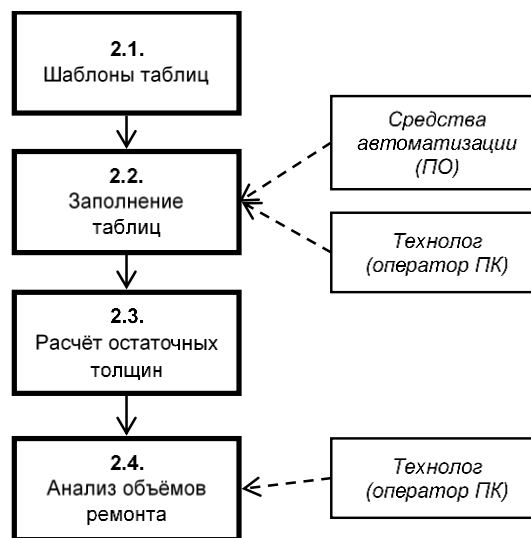 2.1.
Шаблоны таблиц
Средства
автоматизации
(ПО)
2.2.
Заполнение
таблиц
Технолог
(оператор ПК)
2.3.
Расчёт остаточных
толщин
2.4.
Анализ объёмов
ремонта
Технолог
(оператор ПК)